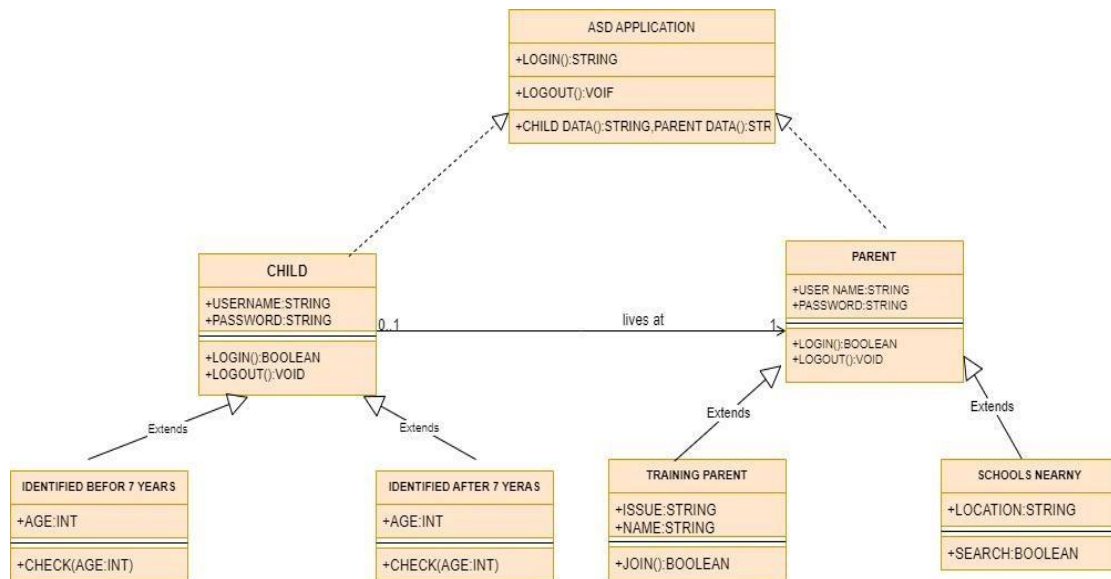 ASD APPLICATION
+LOGIN():STRING
+LOGOUT():VOIF
+CHILD DATA():STRING,PARENT DATA():STR
CHILD
+USERNAME:STRING
+PASSWORD:STRING
+LOGIN():BOOLEAN
+LOGOUT():VOID
0..1
lives at
1
PARENT
+USER NAME:STRING
+PASSWORD:STRING
+LOGIN():BOOLEAN
+LOGOUT():VOID
Extends
Extends
Extends
Extends
IDENTIFIED BEFOR 7 YEARS
+AGE:INT
+CHECK(AGE:INT)
IDENTIFIED AFTER 7 YERAS
+AGE:INT
+CHECK(AGE:INT)
TRAINING PARENT
+ISSUE:STRING
+NAME:STRING
+JOIN():BOOLEAN
SCHOOLS NEARNY
+LOCATION:STRING
+SEARCH:BOOLEAN